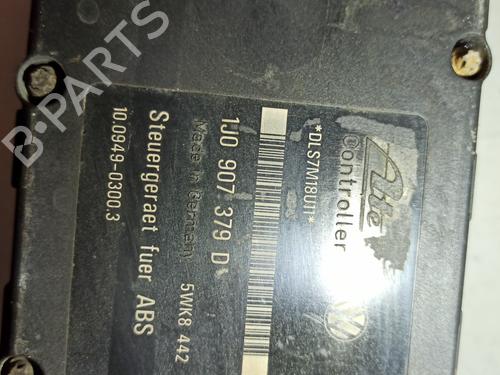 Ate
Controller
*DLS7M18U1*
1J0 907 379 D
Made in Germany 5WK8 442
Steuergeraet fuer ABS
10.0949-0300.3
B-PARTS